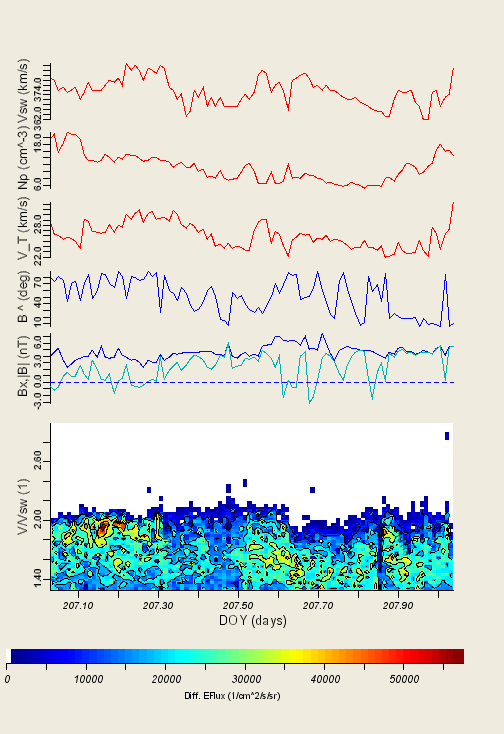 Vsw (km/s)
374.0
362.0
Np (cm^-3)
18.0
6.0
V_T (km/s)
28.0
22.0
B ^ (deg)
70
40
10
Bx,|B| (nT)
6.0
3.0
0.0
-3.0
V/Vsw (1)
2.60
2.00
1.40
207.10 207.30 207.50 207.70 207.90
DOY (days)
0 10000 20000 30000 40000 50000
Diff. EFlux (1/cm^2/s/sr)